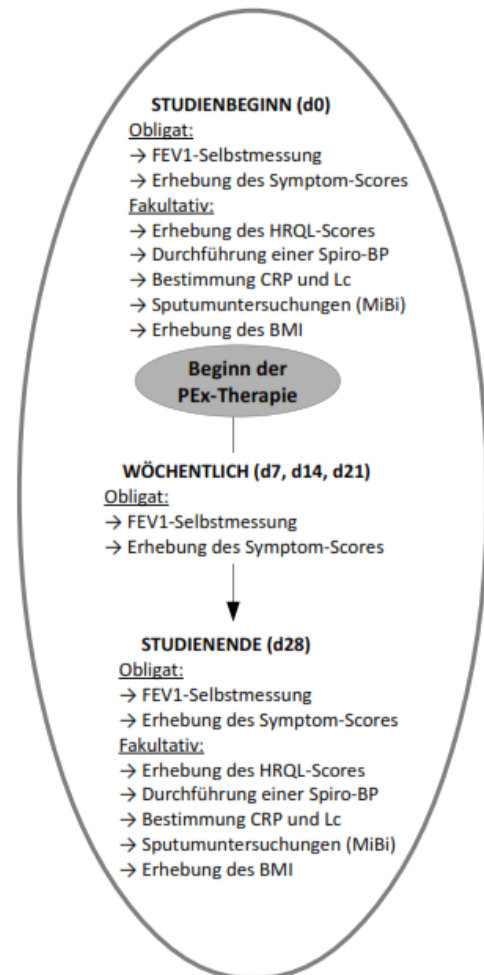 STUDIENBEGINN (d0)
Obligat:
→ FEV1-Selbstmessung
→ Erhebung des Symptom-Scores
Fakultativ:
→ Erhebung des HRQL-Scores
→ Durchführung einer Spiro-BP
→ Bestimmung CRP und Lc
→ Sputumuntersuchungen (MiBi)
→ Erhebung des BMI
Beginn der
PEx-Therapie
WÖCHENTLICH (d7, d14, d21)
Obligat:
→ FEV1-Selbstmessung
→ Erhebung des Symptom-Scores
STUDIENENDE (d28)
Obligat:
→ FEV1-Selbstmessung
→ Erhebung des Symptom-Scores
Fakultativ:
→ Erhebung des HRQL-Scores
→ Durchführung einer Spiro-BP
→ Bestimmung CRP und Lc
→ Sputumuntersuchungen (MiBi)
→ Erhebung des BMI